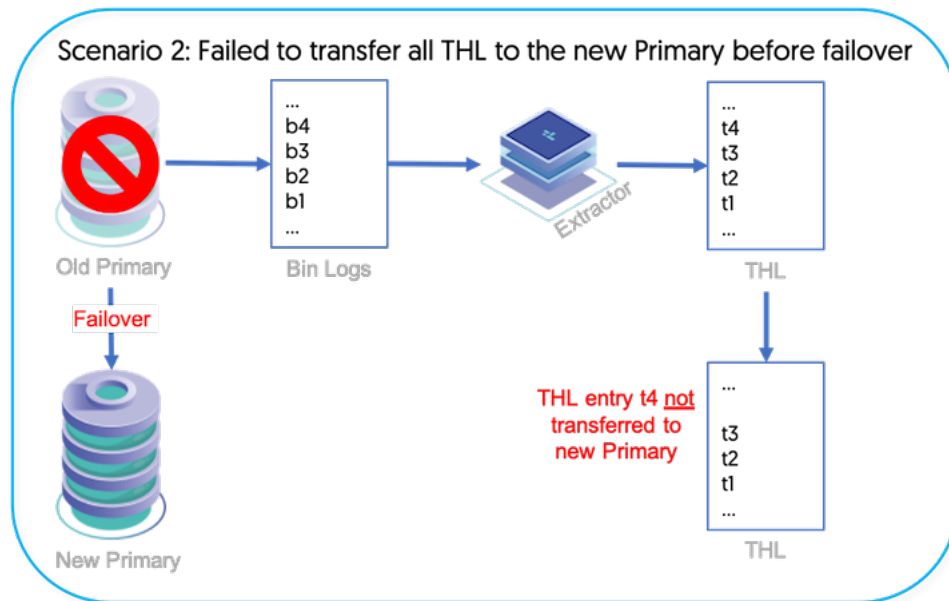 Scenario 2: Failed to transfer all THL to the new Primary before failover
...
b4
b3
b2
b1
...
Old Primary
Bin Logs
Extractor
...
t4
t3
t2
t1
...
THL
Failover
New Primary
THL entry t4 not
transferred to
new Primary
...
t3
t2
t1
...
THL